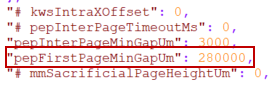 "# kwsIntraXOffset": 0,
"# pepInterPageTimeoutMs": 0,
"pepInterPageMinGapUm": 3000,
"pepFirstPageMinGapUm": 280000,
"# mmSacrificialPageHeightUm": 0,